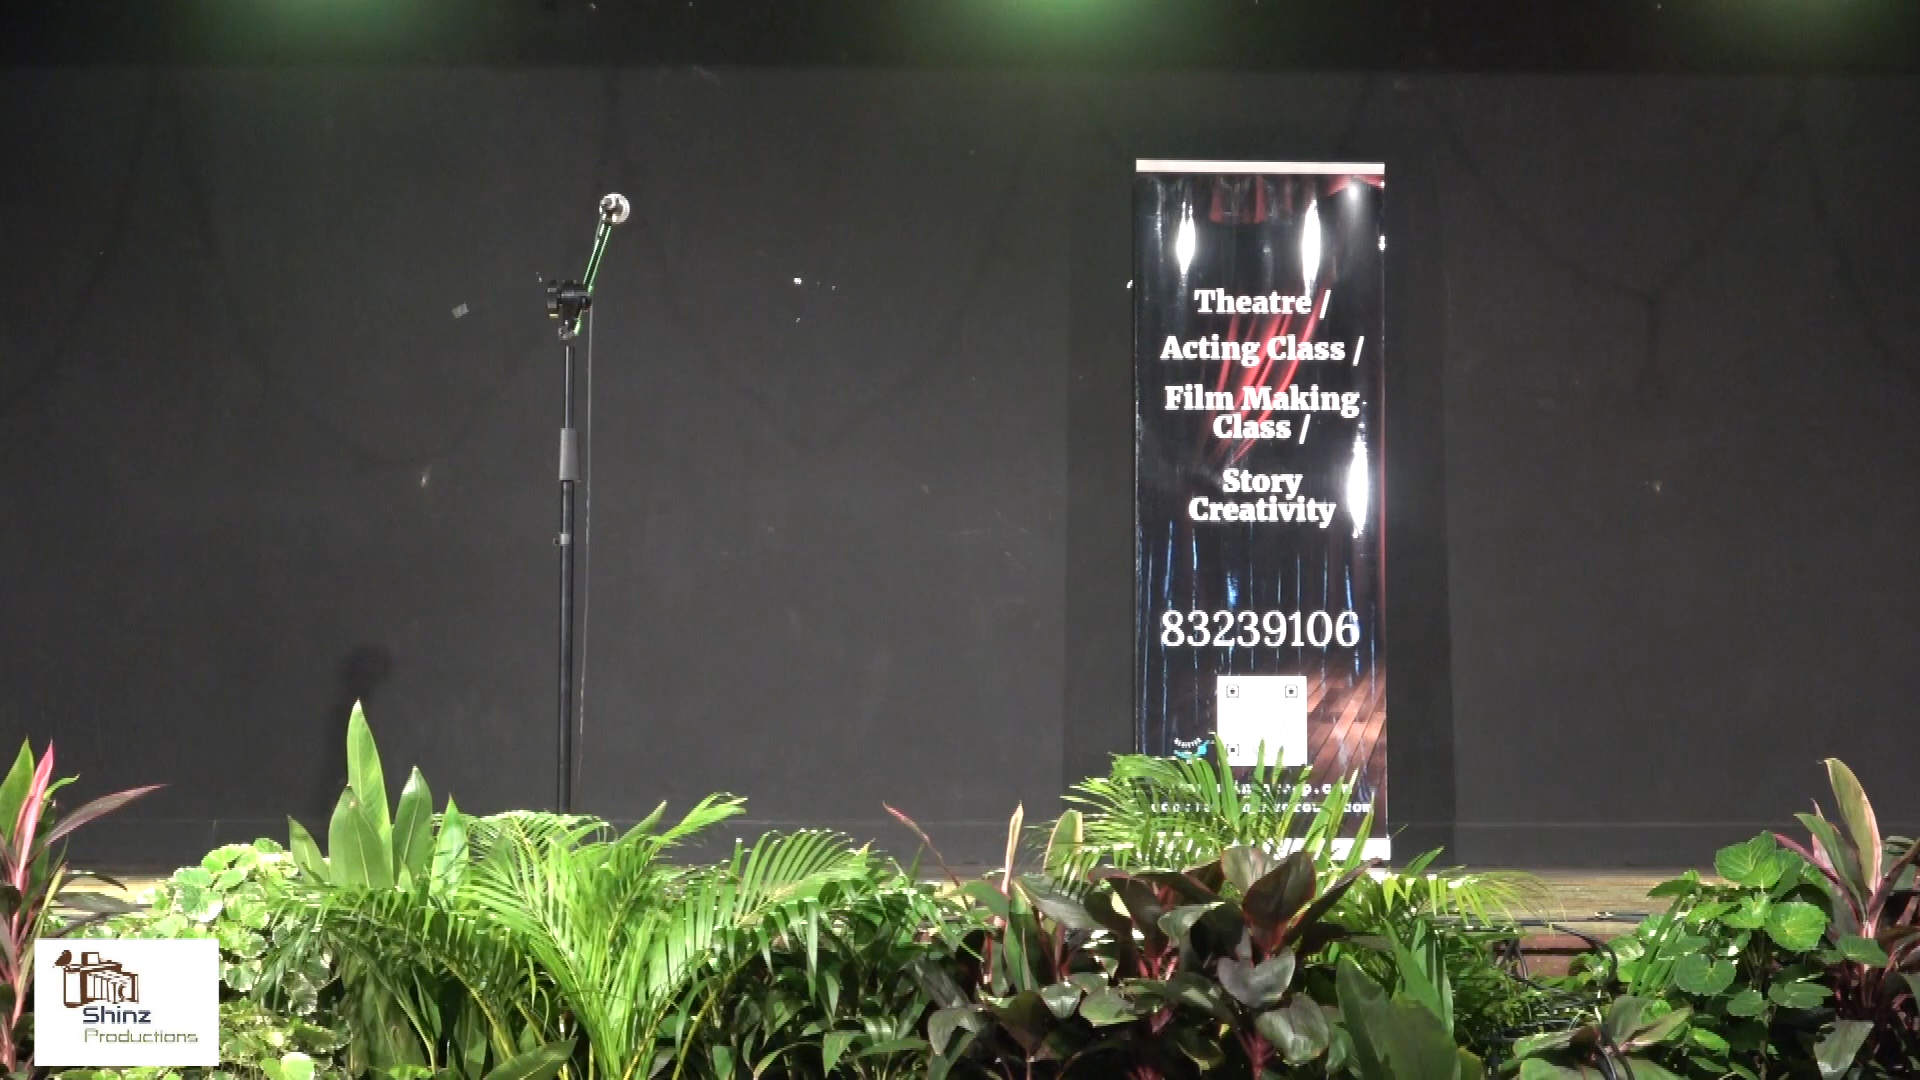 Theatre /
Acting Class /
Film Making
Class /
Story
Creativity
83239106
Shinz
Productions